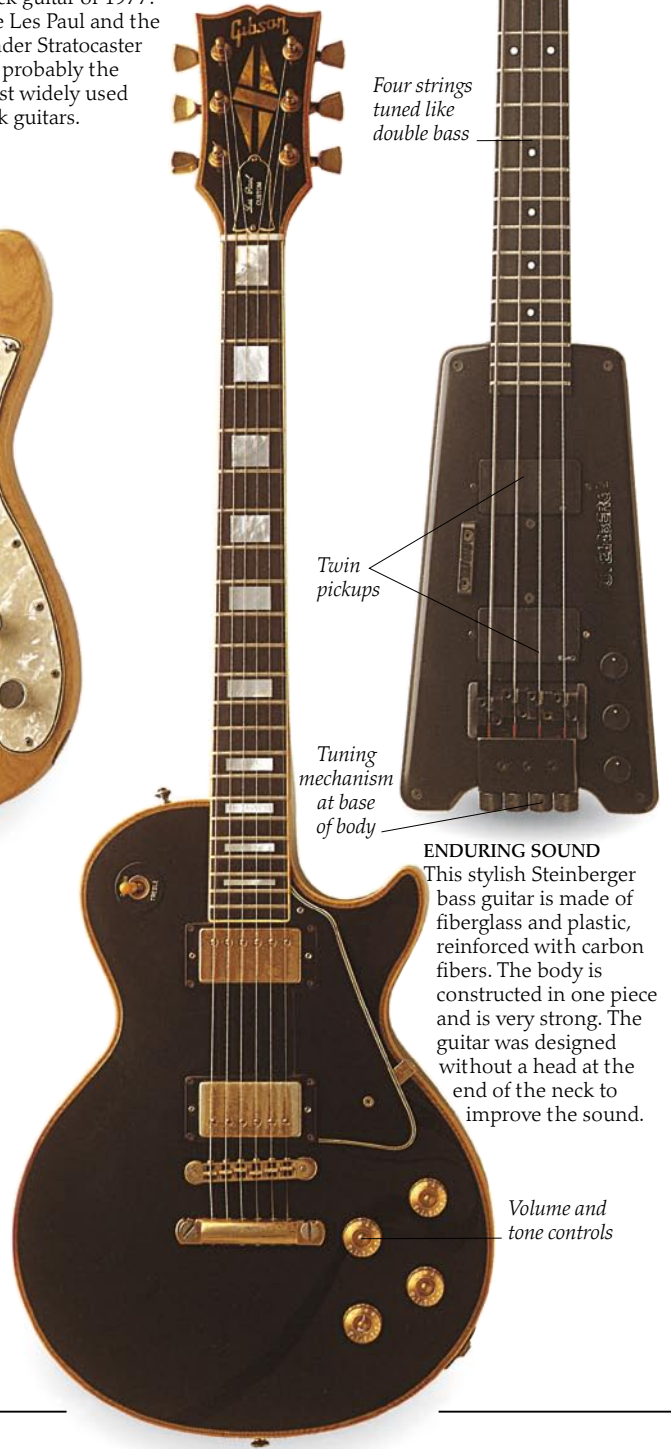 ck guitar of 1977.
e Les Paul and the
der Stratocaster
probably the
st widely used
k guitars.
Gibson
Les Paul
CUSTOM
Four strings
tuned like
double bass
Twin
pickups
Tuning
mechanism
at base
of body
TREBLE
ENDURING SOUND
This stylish Steinberger
bass guitar is made of
fiberglass and plastic,
reinforced with carbon
fibers. The body is
constructed in one piece
and is very strong. The
guitar was designed
without a head at the
end of the neck to
improve the sound.
Volume and
tone controls